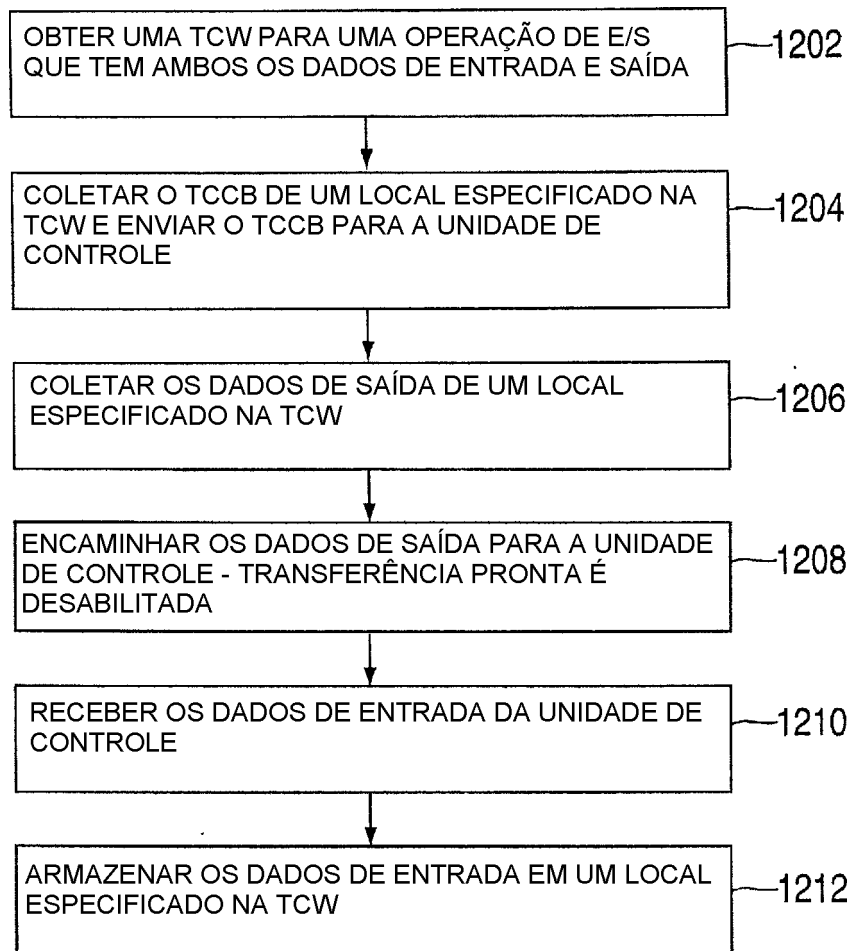 OBTER UMA TCW PARA UMA OPERAÇÃO DE E/S
QUE TEM AMBOS OS DADOS DE ENTRADA E SAÍDA
1202
COLETAR O TCCB DE UM LOCAL ESPECIFICADO NA
TCW E ENVIAR O TCCB PARA A UNIDADE DE
CONTROLE
1204
COLETAR OS DADOS DE SAÍDA DE UM LOCAL
ESPECIFICADO NA TCW
1206
ENCAMINHAR OS DADOS DE SAÍDA PARA A UNIDADE
DE CONTROLE - TRANSFERÊNCIA PRONTA É
DESABILITADA
1208
RECEBER OS DADOS DE ENTRADA DA UNIDADE DE
CONTROLE
1210
ARMAZENAR OS DADOS DE ENTRADA EM UM LOCAL
ESPECIFICADO NA TCW
1212